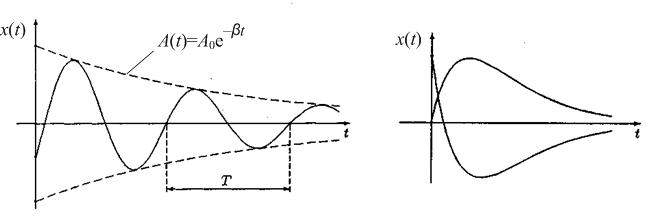 x(t)
A(t)=A₀e^{-βt}
t
T
x(t)
t